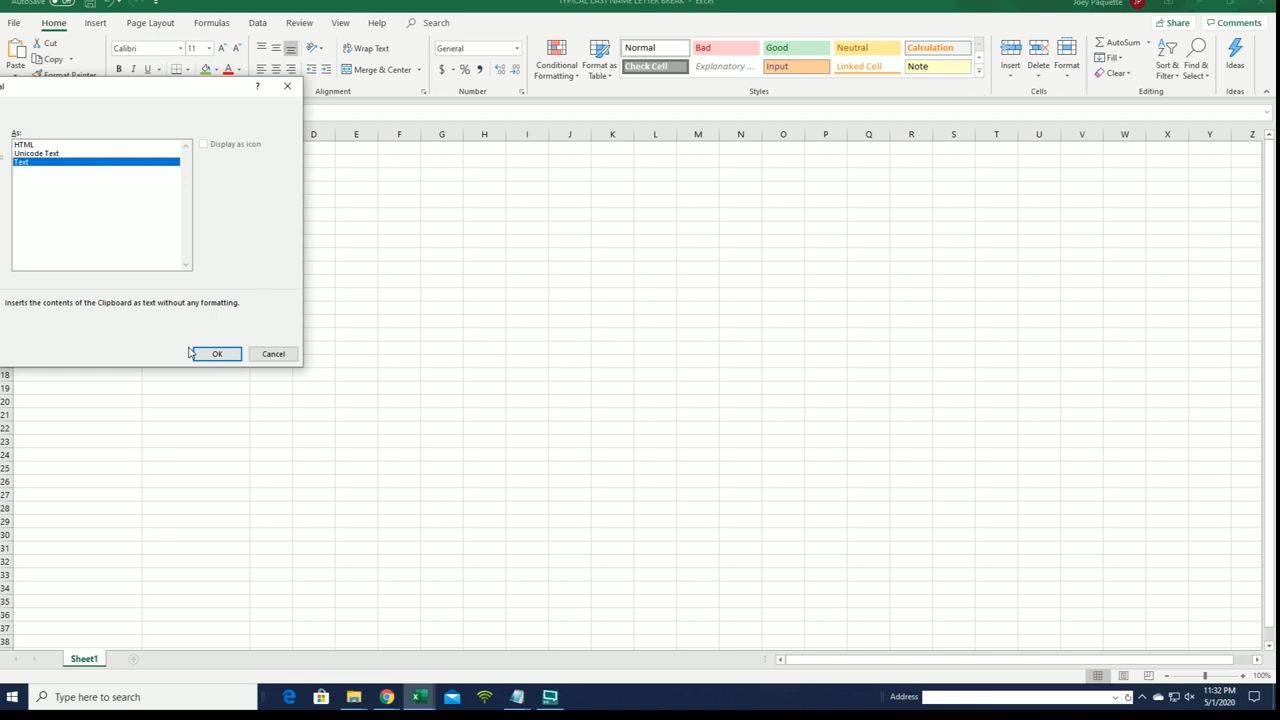 AutoSave
TYPICAL LAST NAME LETTER BREAK - Excel
Joey Paquette
JP
File Home Insert Page Layout Formulas Data Review View Help Search
Share Comments
Paste
Cut
Copy
Format Painter
Calibri 11
B I U
Wrap Text
Merge & Cen
Alignment
General
$ % ,
Number
Conditional Formatting
Format as Table
Normal Bad Good Neutral Calculation
Check Cell Explanatory ... Input Linked Cell Note
Styles
Insert Delete Format
Cells
AutoSum
Fill
Clear
Sort & Filter
Find & Select
Editing
Ideas
Ideas
al ?
As:
HTML
Unicode Text
Text
Display as icon
Inserts the contents of the Clipboard as text without any formatting.
OK Cancel
D E F G H I J K L M N O P Q R S T U V W X Y Z
18
19
20
21
22
23
24
25
26
27
28
29
30
31
32
33
34
35
36
37
38
Sheet1
100%
Type here to search
Address
11:32 PM
5/1/2020